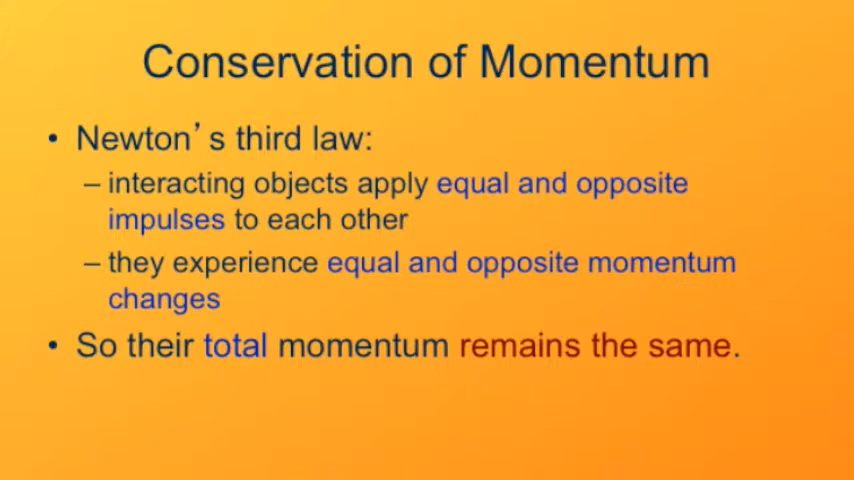 Conservation of Momentum
• Newton’s third law:
– interacting objects apply equal and opposite
impulses to each other
– they experience equal and opposite momentum
changes
• So their total momentum remains the same.